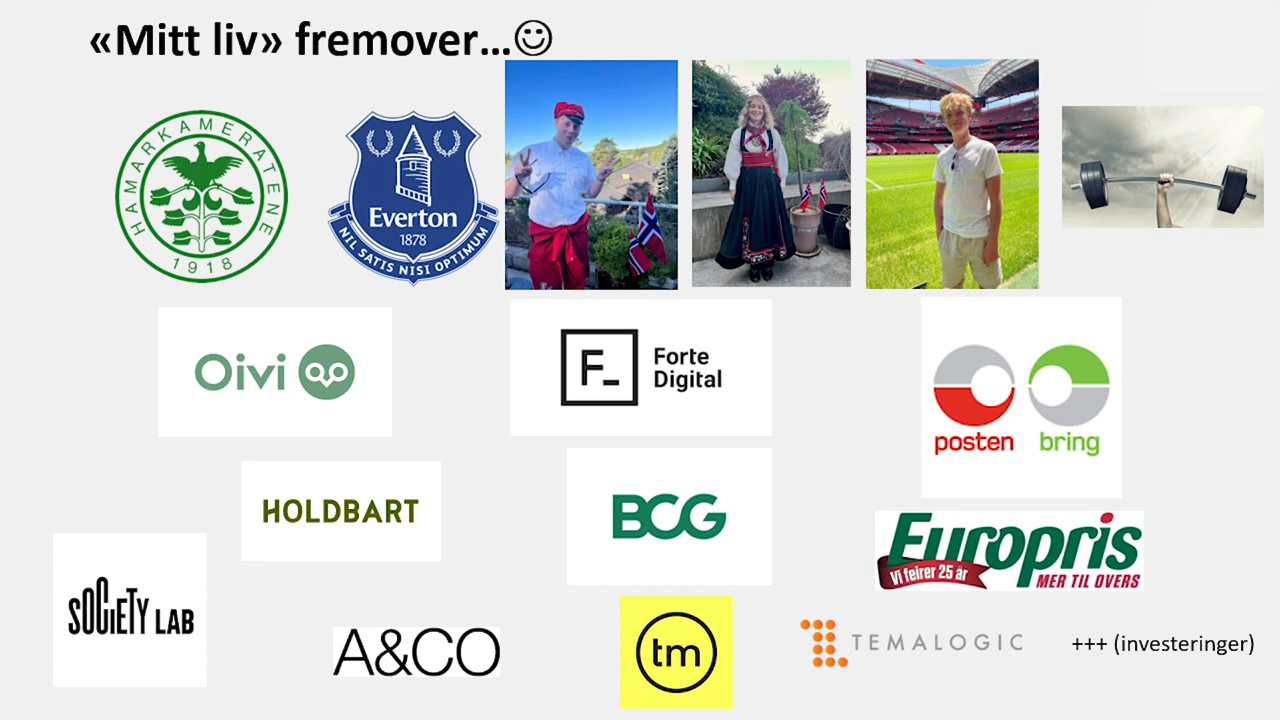 «Mitt liv» fremover...☺
HAMARKAMERATENE
1918
Everton
1878
NIL SATIS NISI OPTIMUM
Oivi
F_
Forte
Digital
posten
bring
HOLDBART
BCG
Europris
Vi feirer 25 år
MER TIL OVERS
SOCIETY LAB
A&CO
tm
TEMALOGIC
+++ (investeringer)